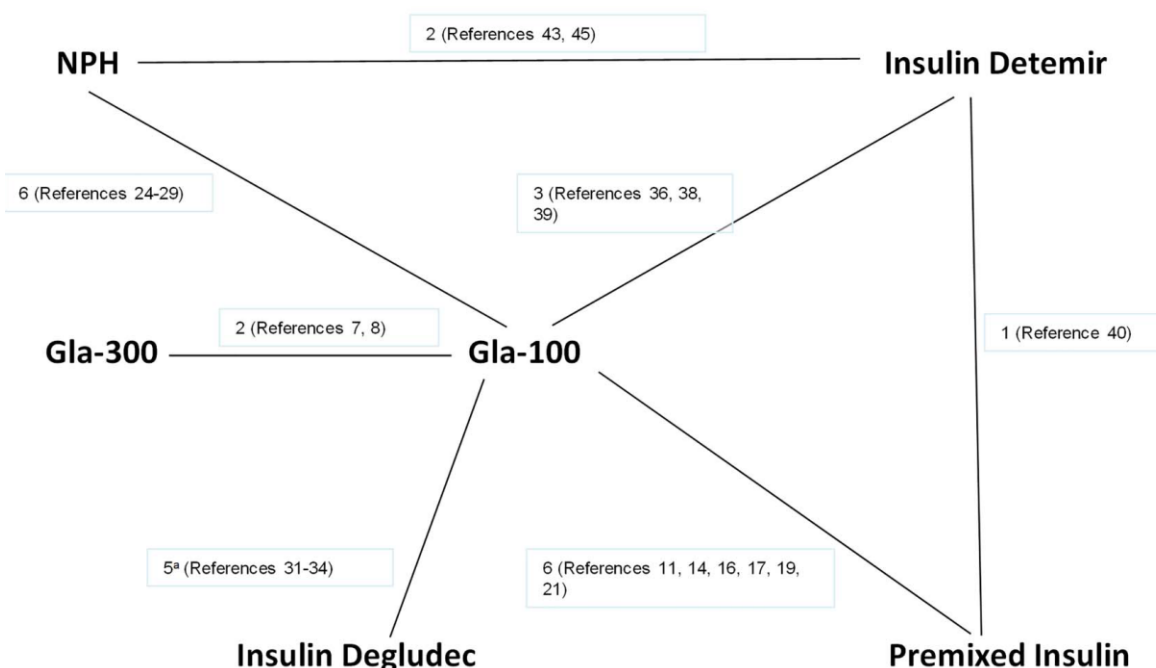 2 (References 43, 45)
NPH
Insulin Detemir
6 (References 24-29)
3 (References 36, 38,
39)
2 (References 7, 8)
1 (Reference 40)
Gla-300
Gla-100
5ª (References 31-34)
6 (References 11, 14, 16, 17, 19,
21)
Insulin Degludec
Premixed Insulin